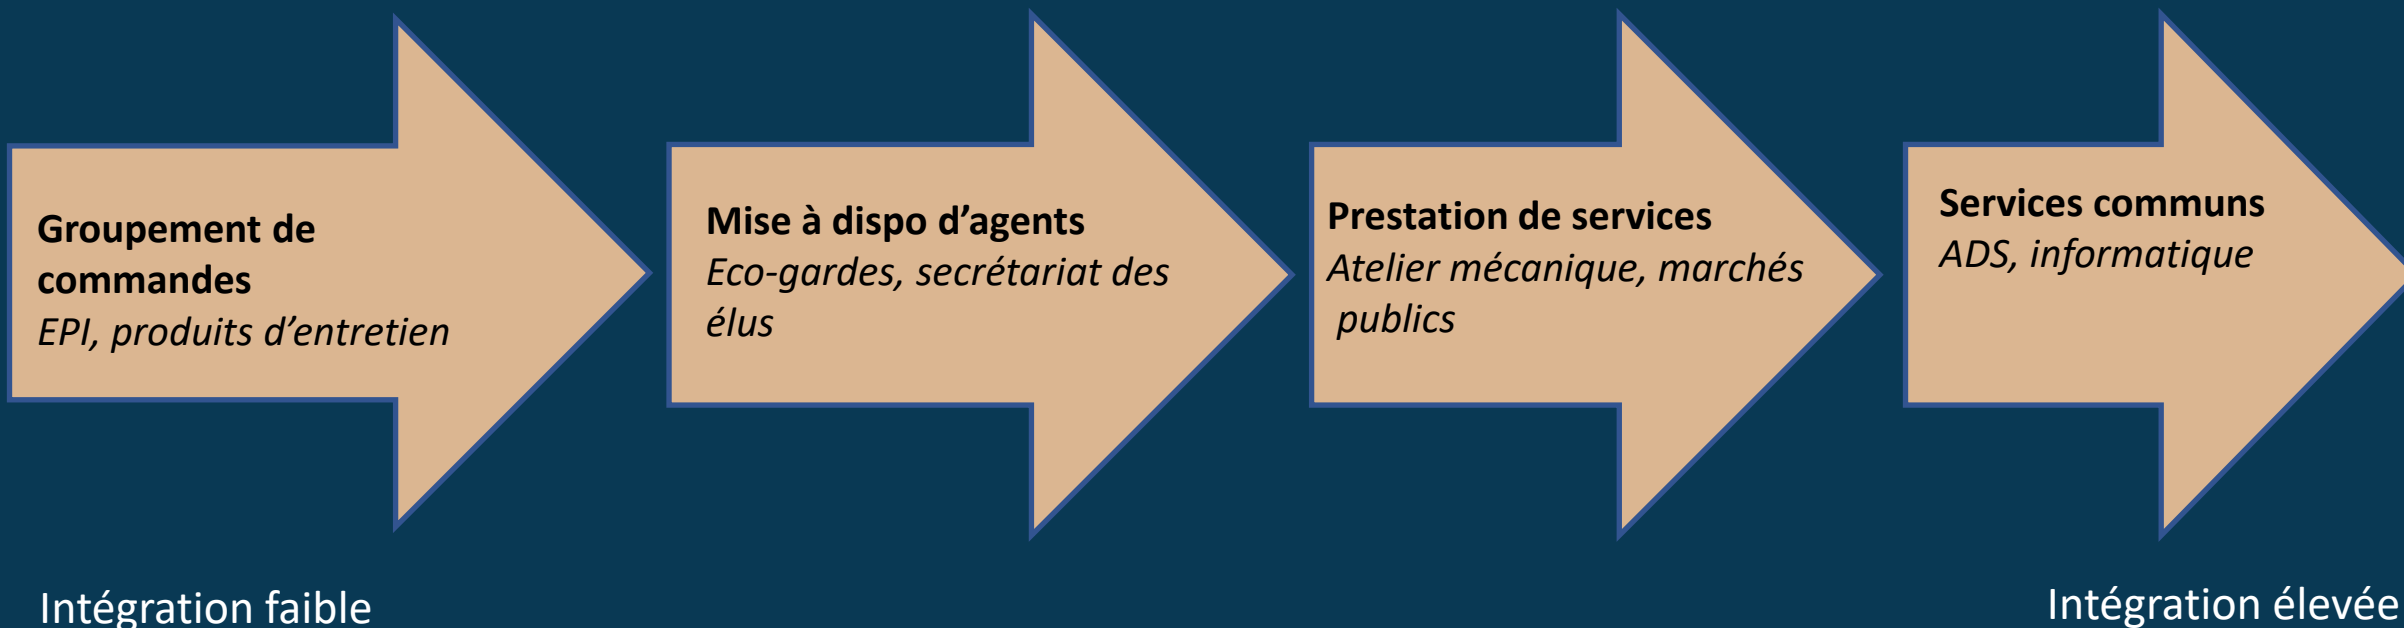 Groupement de
commandes
EPI, produits d'entretien
Mise à dispo d'agents
Eco-gardes, secrétariat des
élus
Prestation de services
Atelier mécanique, marchés
publics
Services communs
ADS, informatique
Intégration faible
Intégration élevée